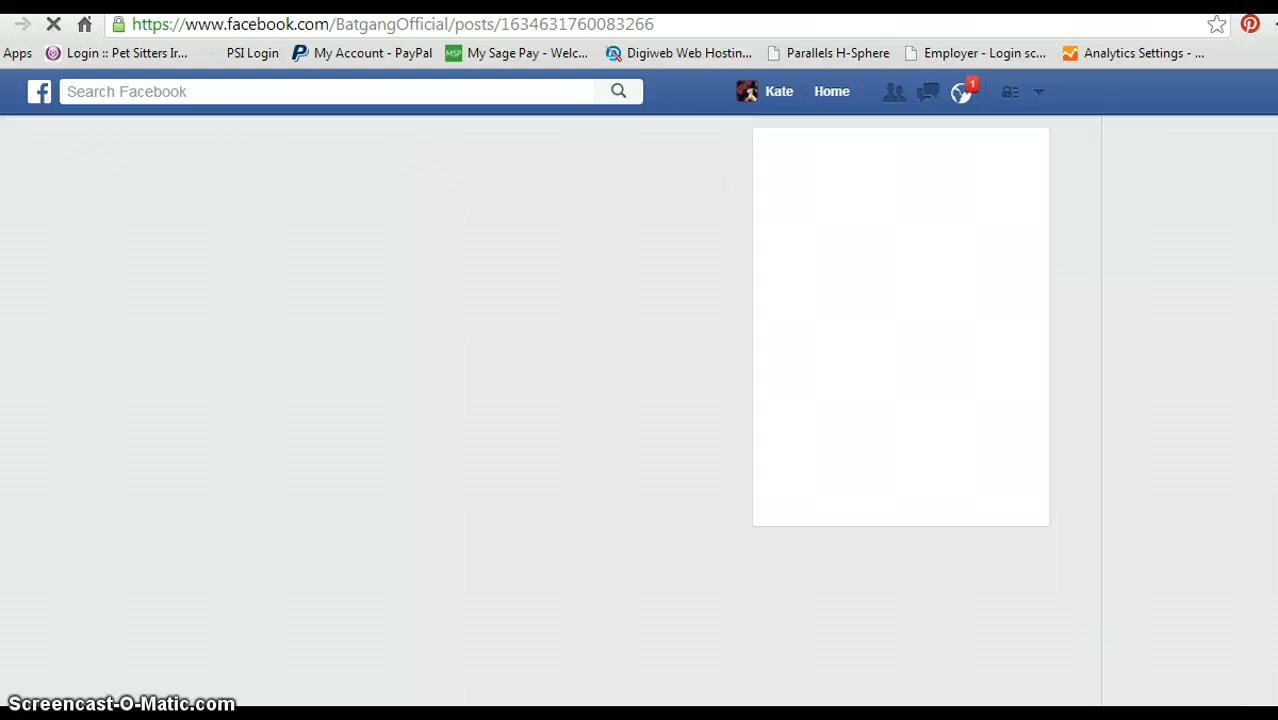 https://www.facebook.com/BatgangOfficial/posts/1634631760083266
Apps Login :: Pet Sitters Ir... PSI Login My Account - PayPal MSP My Sage Pay - Welc... Digiweb Web Hostin... Parallels H-Sphere Employer - Login sc... Analytics Settings - ...
f Search Facebook Kate Home 1
Screencast-O-Matic.com